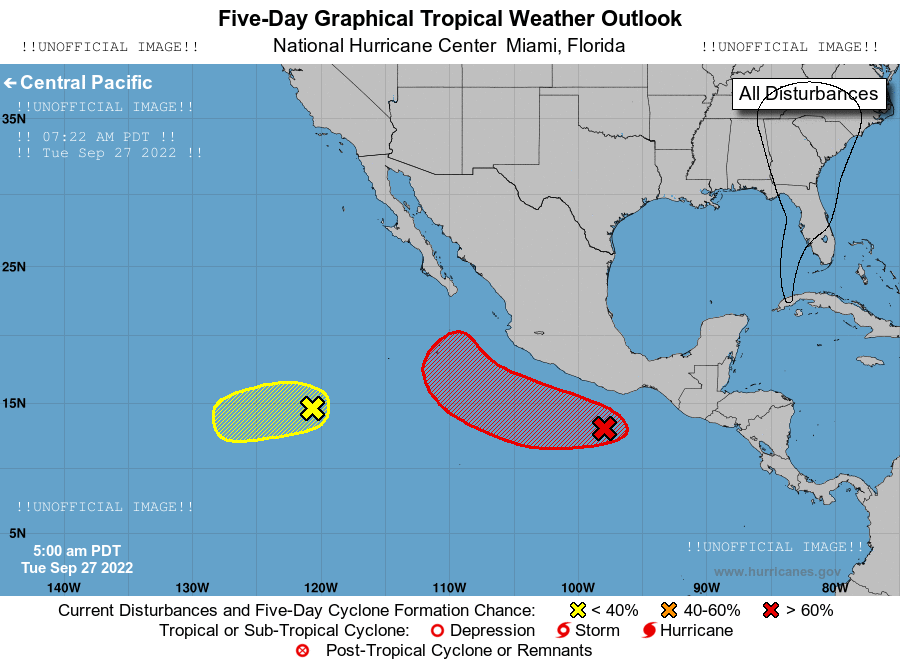 Five-Day Graphical Tropical Weather Outlook
!!UNOFFICIAL IMAGE!! National Hurricane Center Miami, Florida !!UNOFFICIAL IMAGE!!
← Central Pacific
All Disturbances
!!UNOFFICIAL IMAGE!!
35N
!! 07:22 AM PDT !!
!! Tue Sep 27 2022 !!
25N
15N
!!UNOFFICIAL IMAGE!!
5N
!!UNOFFICIAL IMAGE!!
5:00 am PDT
Tue Sep 27 2022
www.hurricanes.gov
140W 130W 120W 110W 100W 90W 80W
Current Disturbances and Five-Day Cyclone Formation Chance: < 40% 40-60% > 60%
Tropical or Sub-Tropical Cyclone: Depression Storm Hurricane
Post-Tropical Cyclone or Remnants